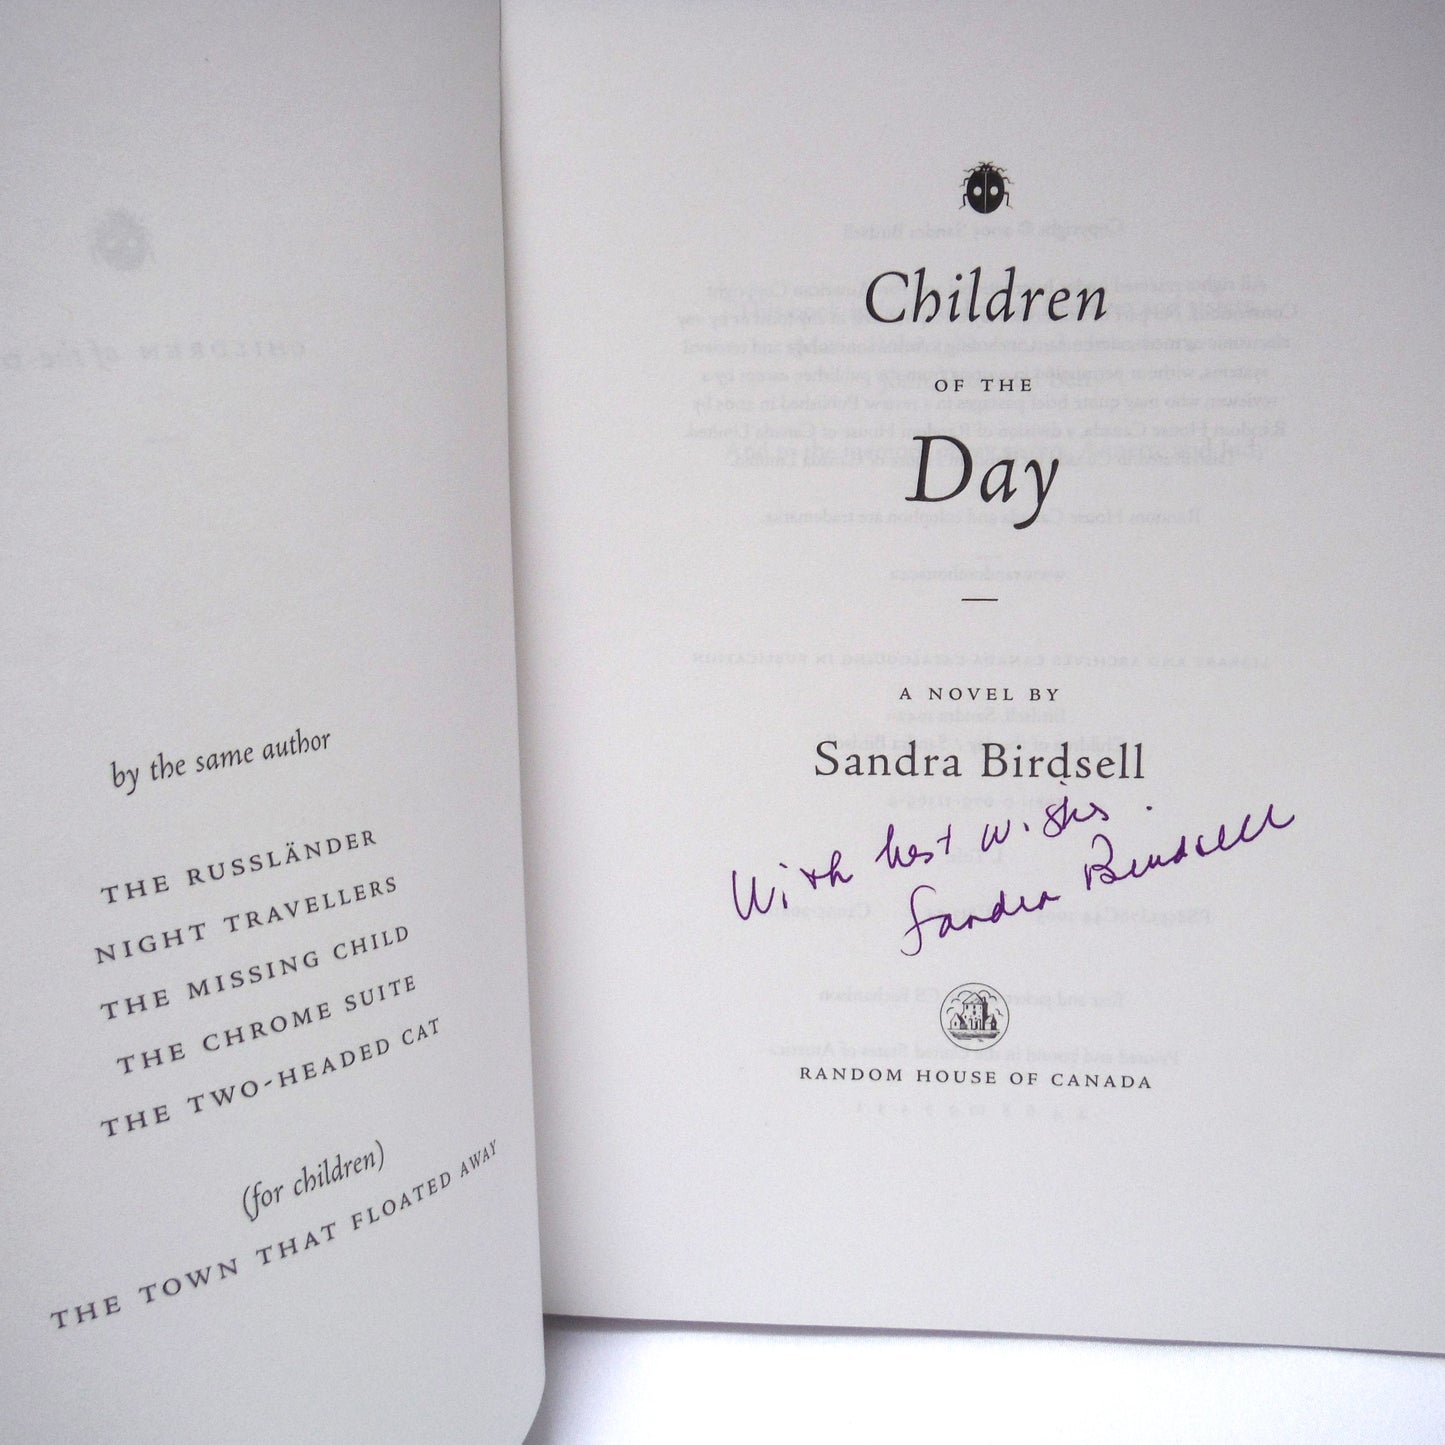 by the same author
THE RUSSLÄNDER
NIGHT TRAVELLERS
THE MISSING CHILD
THE CHROME SUITE
THE TWO-HEADED CAT
(for children)
THE TOWN THAT FLOATED AWAY
Children
OF THE
Day
A NOVEL BY
Sandra Birdsell
With best wishes.
Sandra Birdsell
RANDOM HOUSE OF CANADA